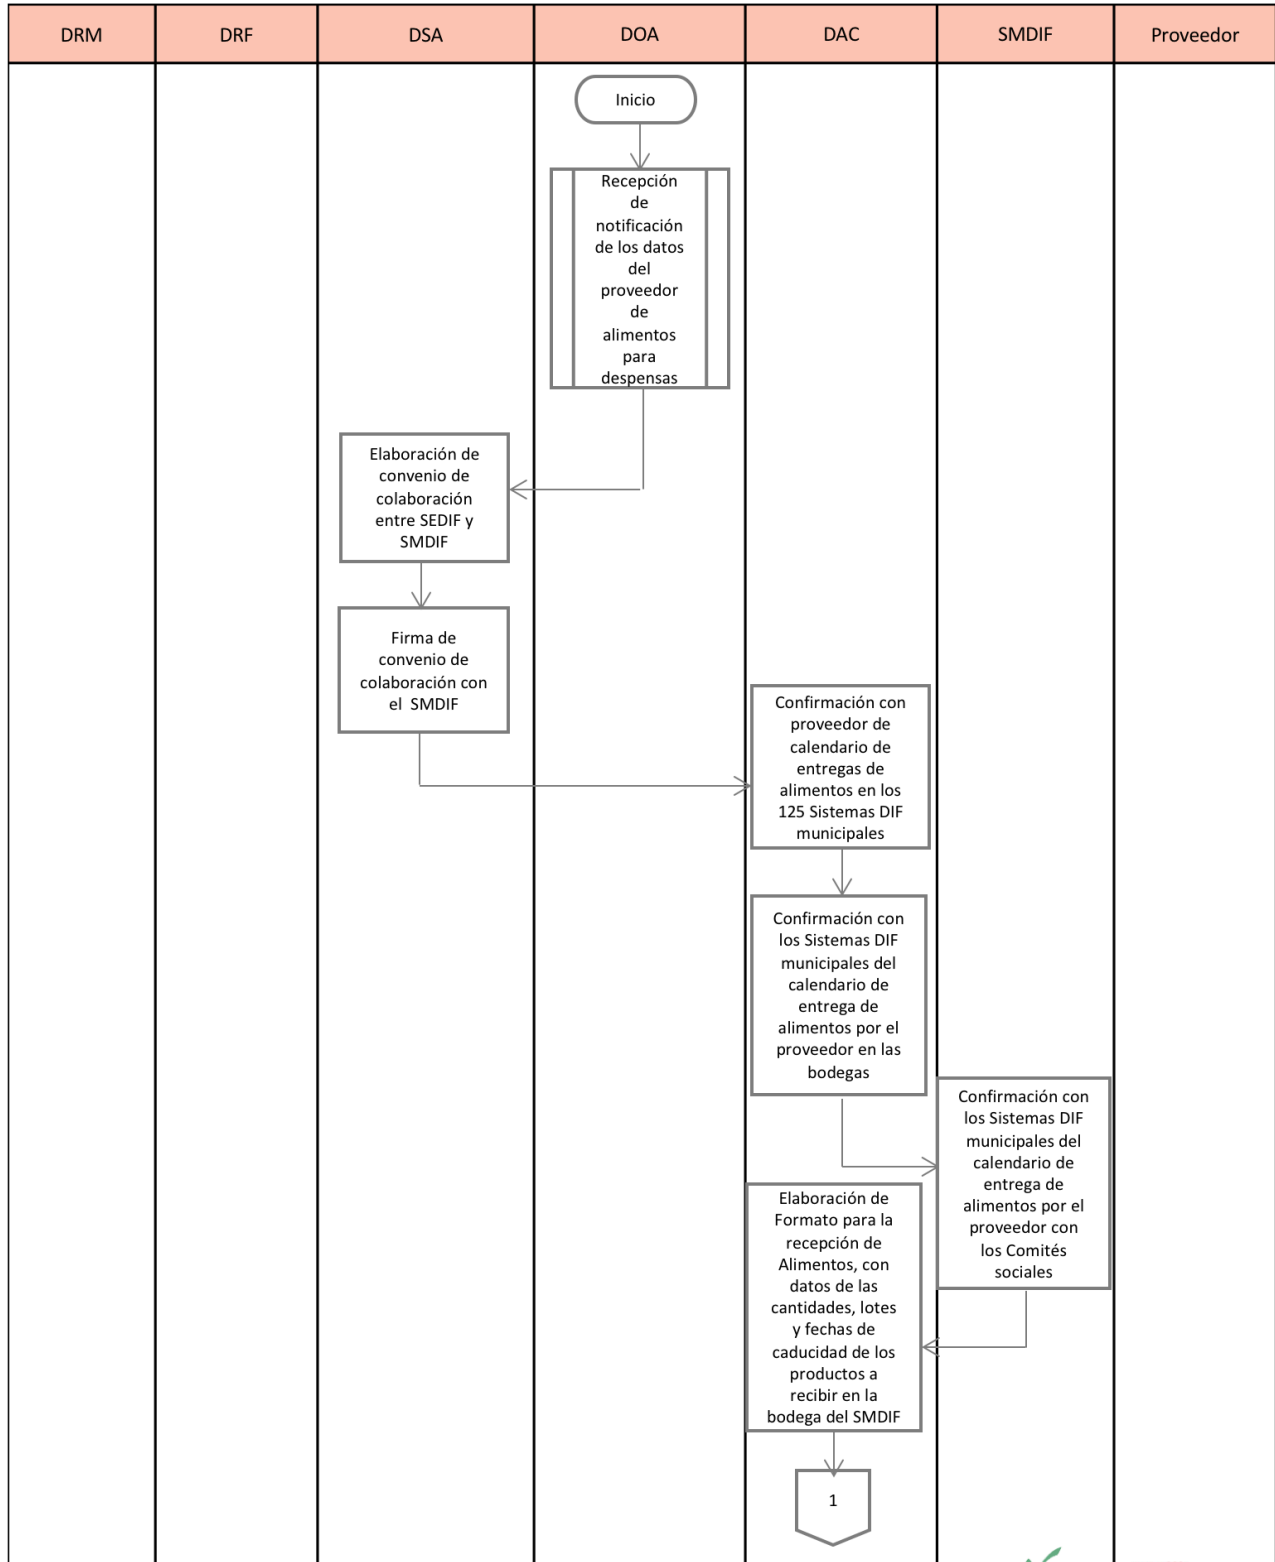 DRM DRF DSA DOA DAC SMDIF Proveedor
Inicio
Recepción
de
notificación
de los datos
del
proveedor
de
alimentos
para
despensas
Elaboración de
convenio de
colaboración
entre SEDIF y
SMDIF
Firma de
convenio de
colaboración con
el SMDIF
Confirmación con
proveedor de
calendario de
entregas de
alimentos en los
125 Sistemas DIF
municipales
Confirmación con
los Sistemas DIF
municipales del
calendario de
entrega de
alimentos por el
proveedor en las
bodegas
Confirmación con
los Sistemas DIF
municipales del
calendario de
entrega de
alimentos por el
proveedor con
los Comités
sociales
Elaboración de
Formato para la
recepción de
Alimentos, con
datos de las
cantidades, lotes
y fechas de
caducidad de los
productos a
recibir en la
bodega del SMDIF
1